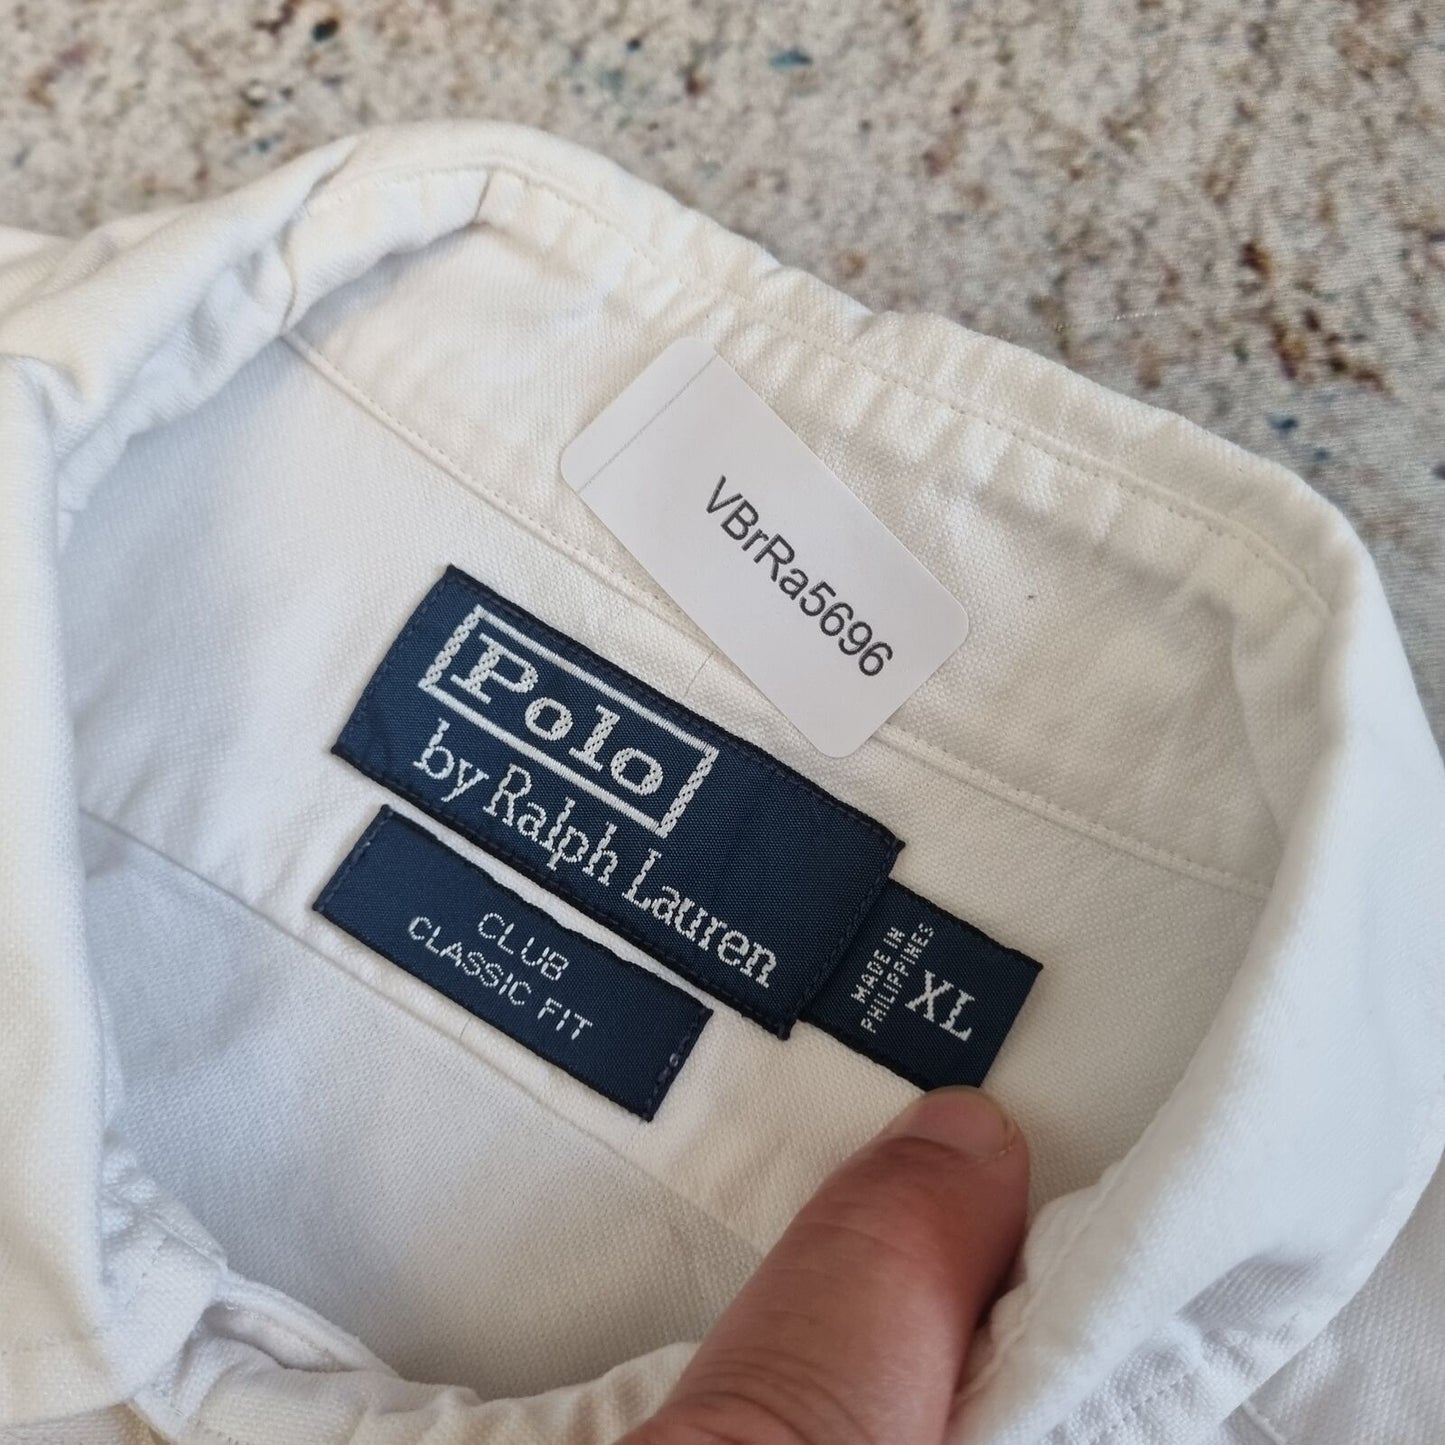 VBrRa5696
Polo
by Ralph Lauren
MADE IN
PHILIPPINES
XL
CLUB
CLASSIC FIT